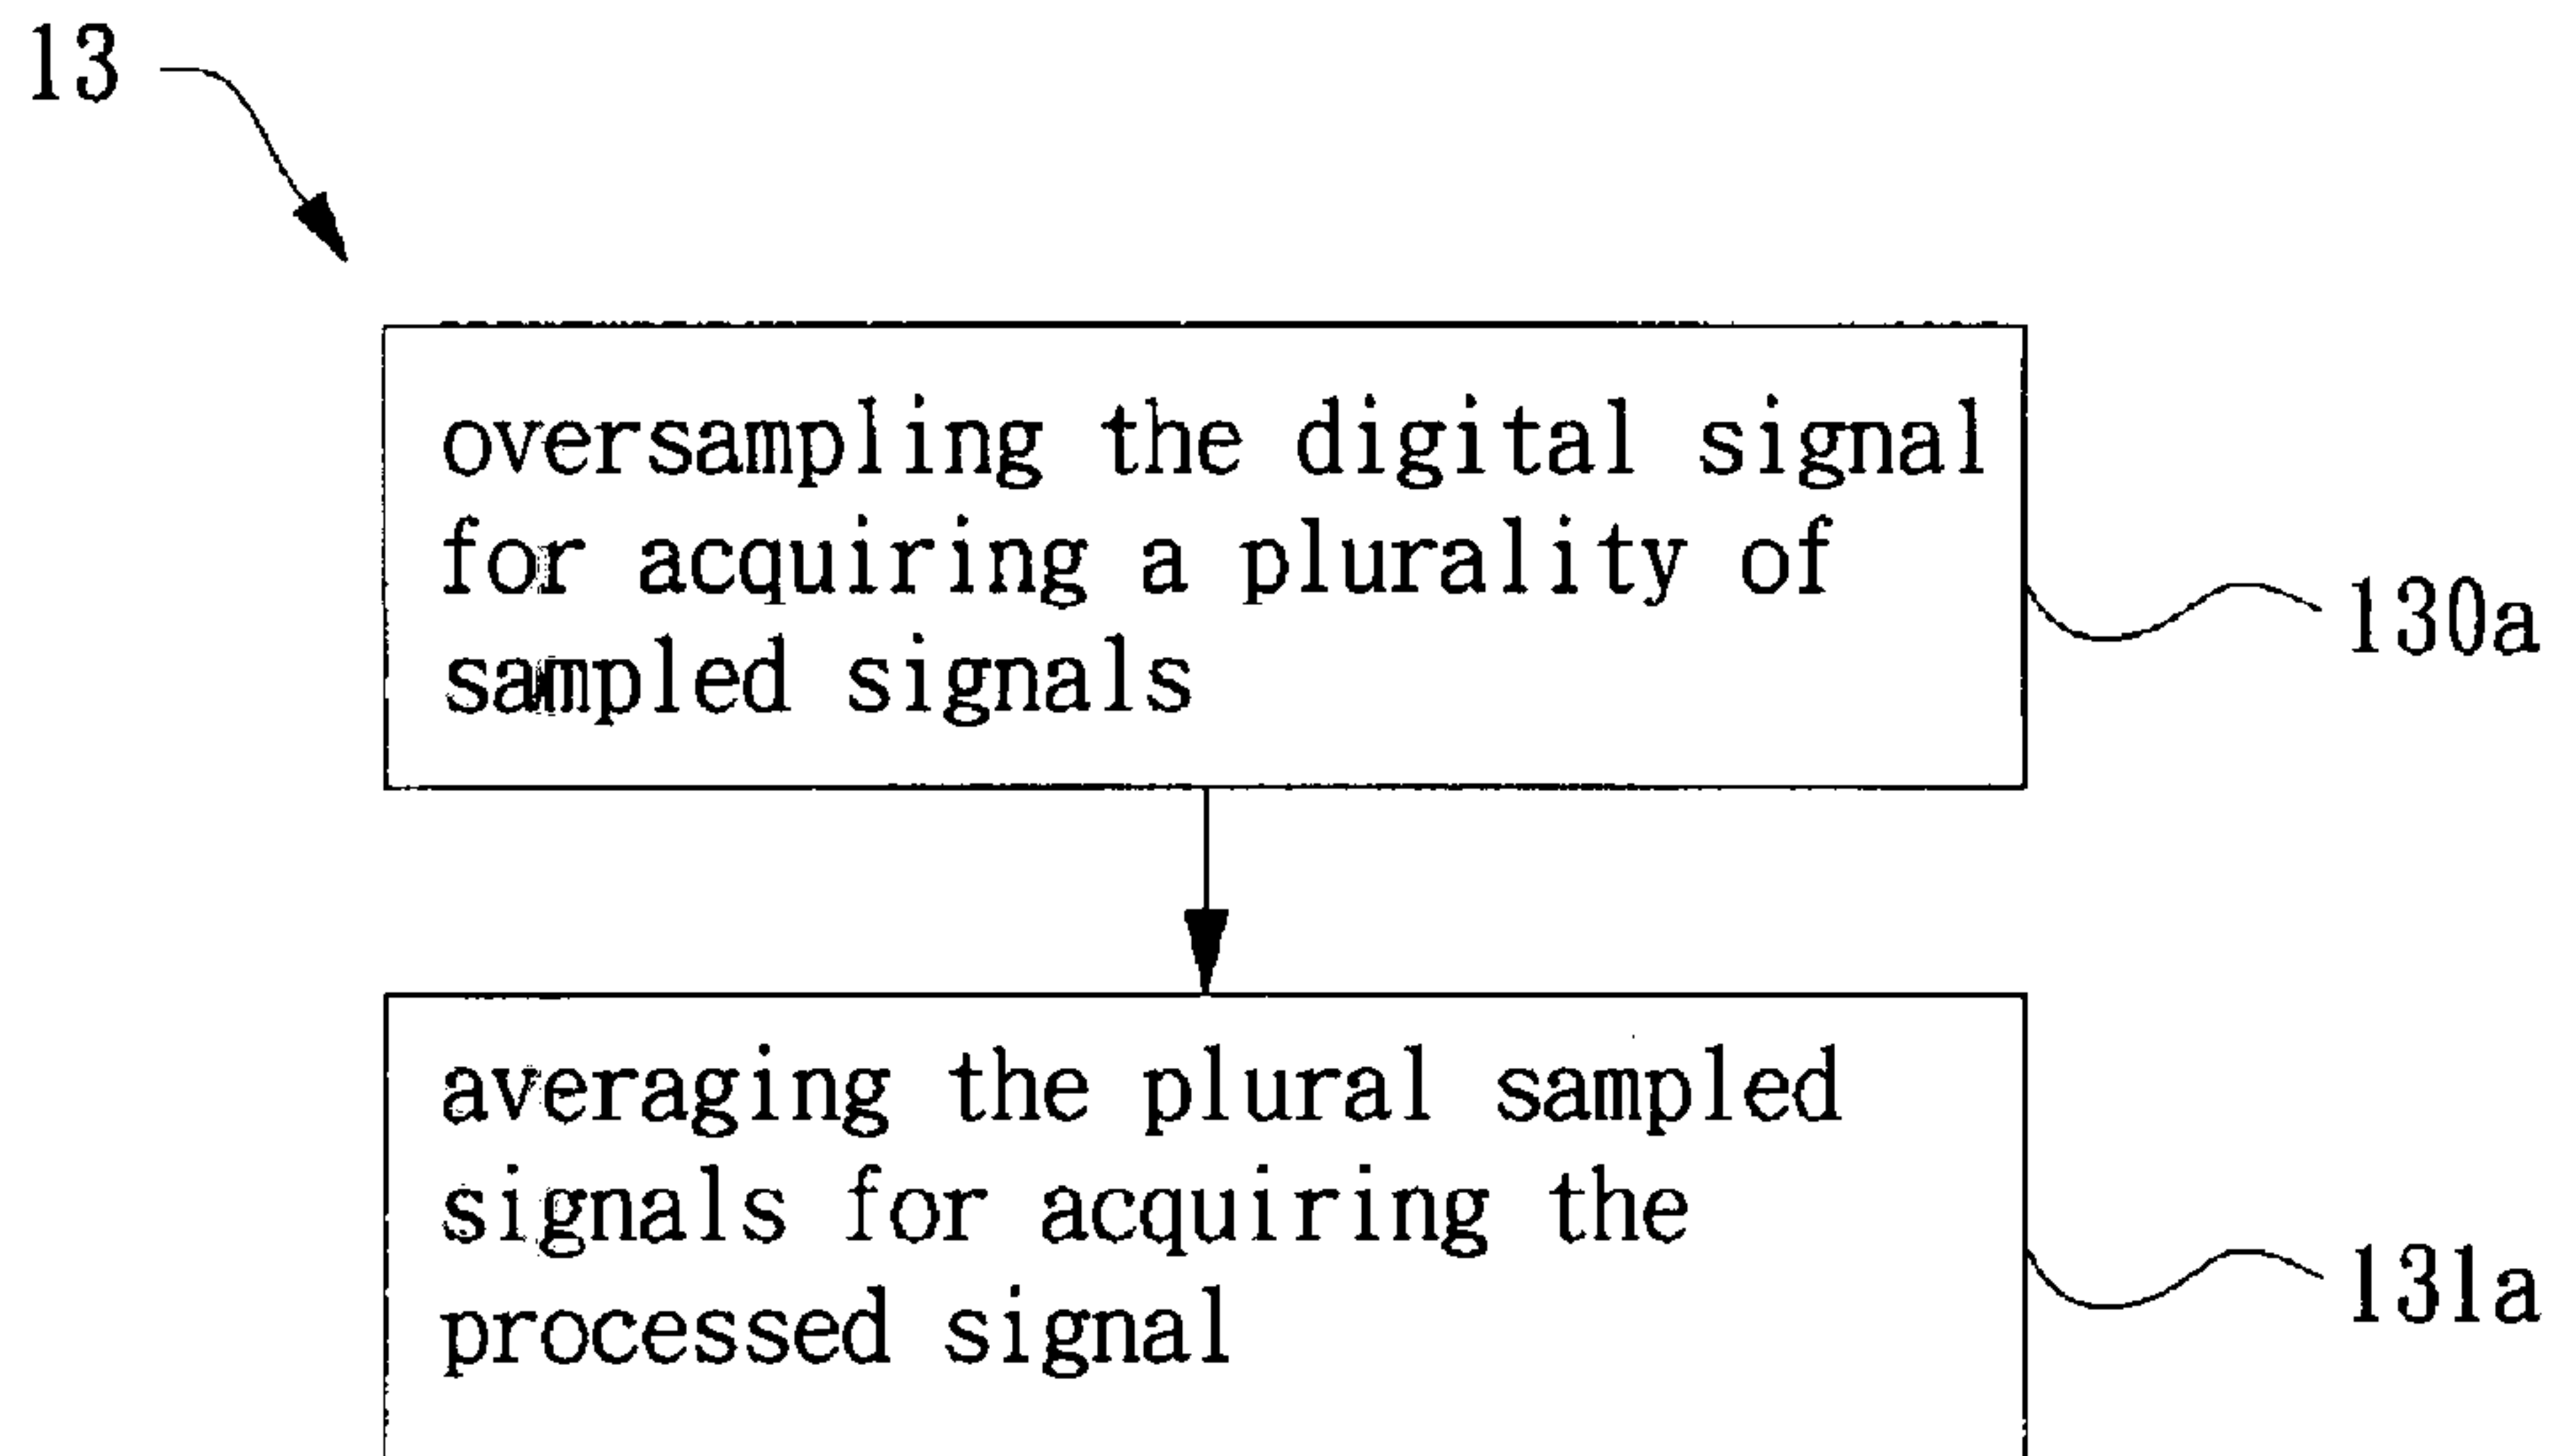 13
oversampling the digital signal
for acquiring a plurality of
sampled signals
130a
averaging the plural sampled
signals for acquiring the
processed signal
131a